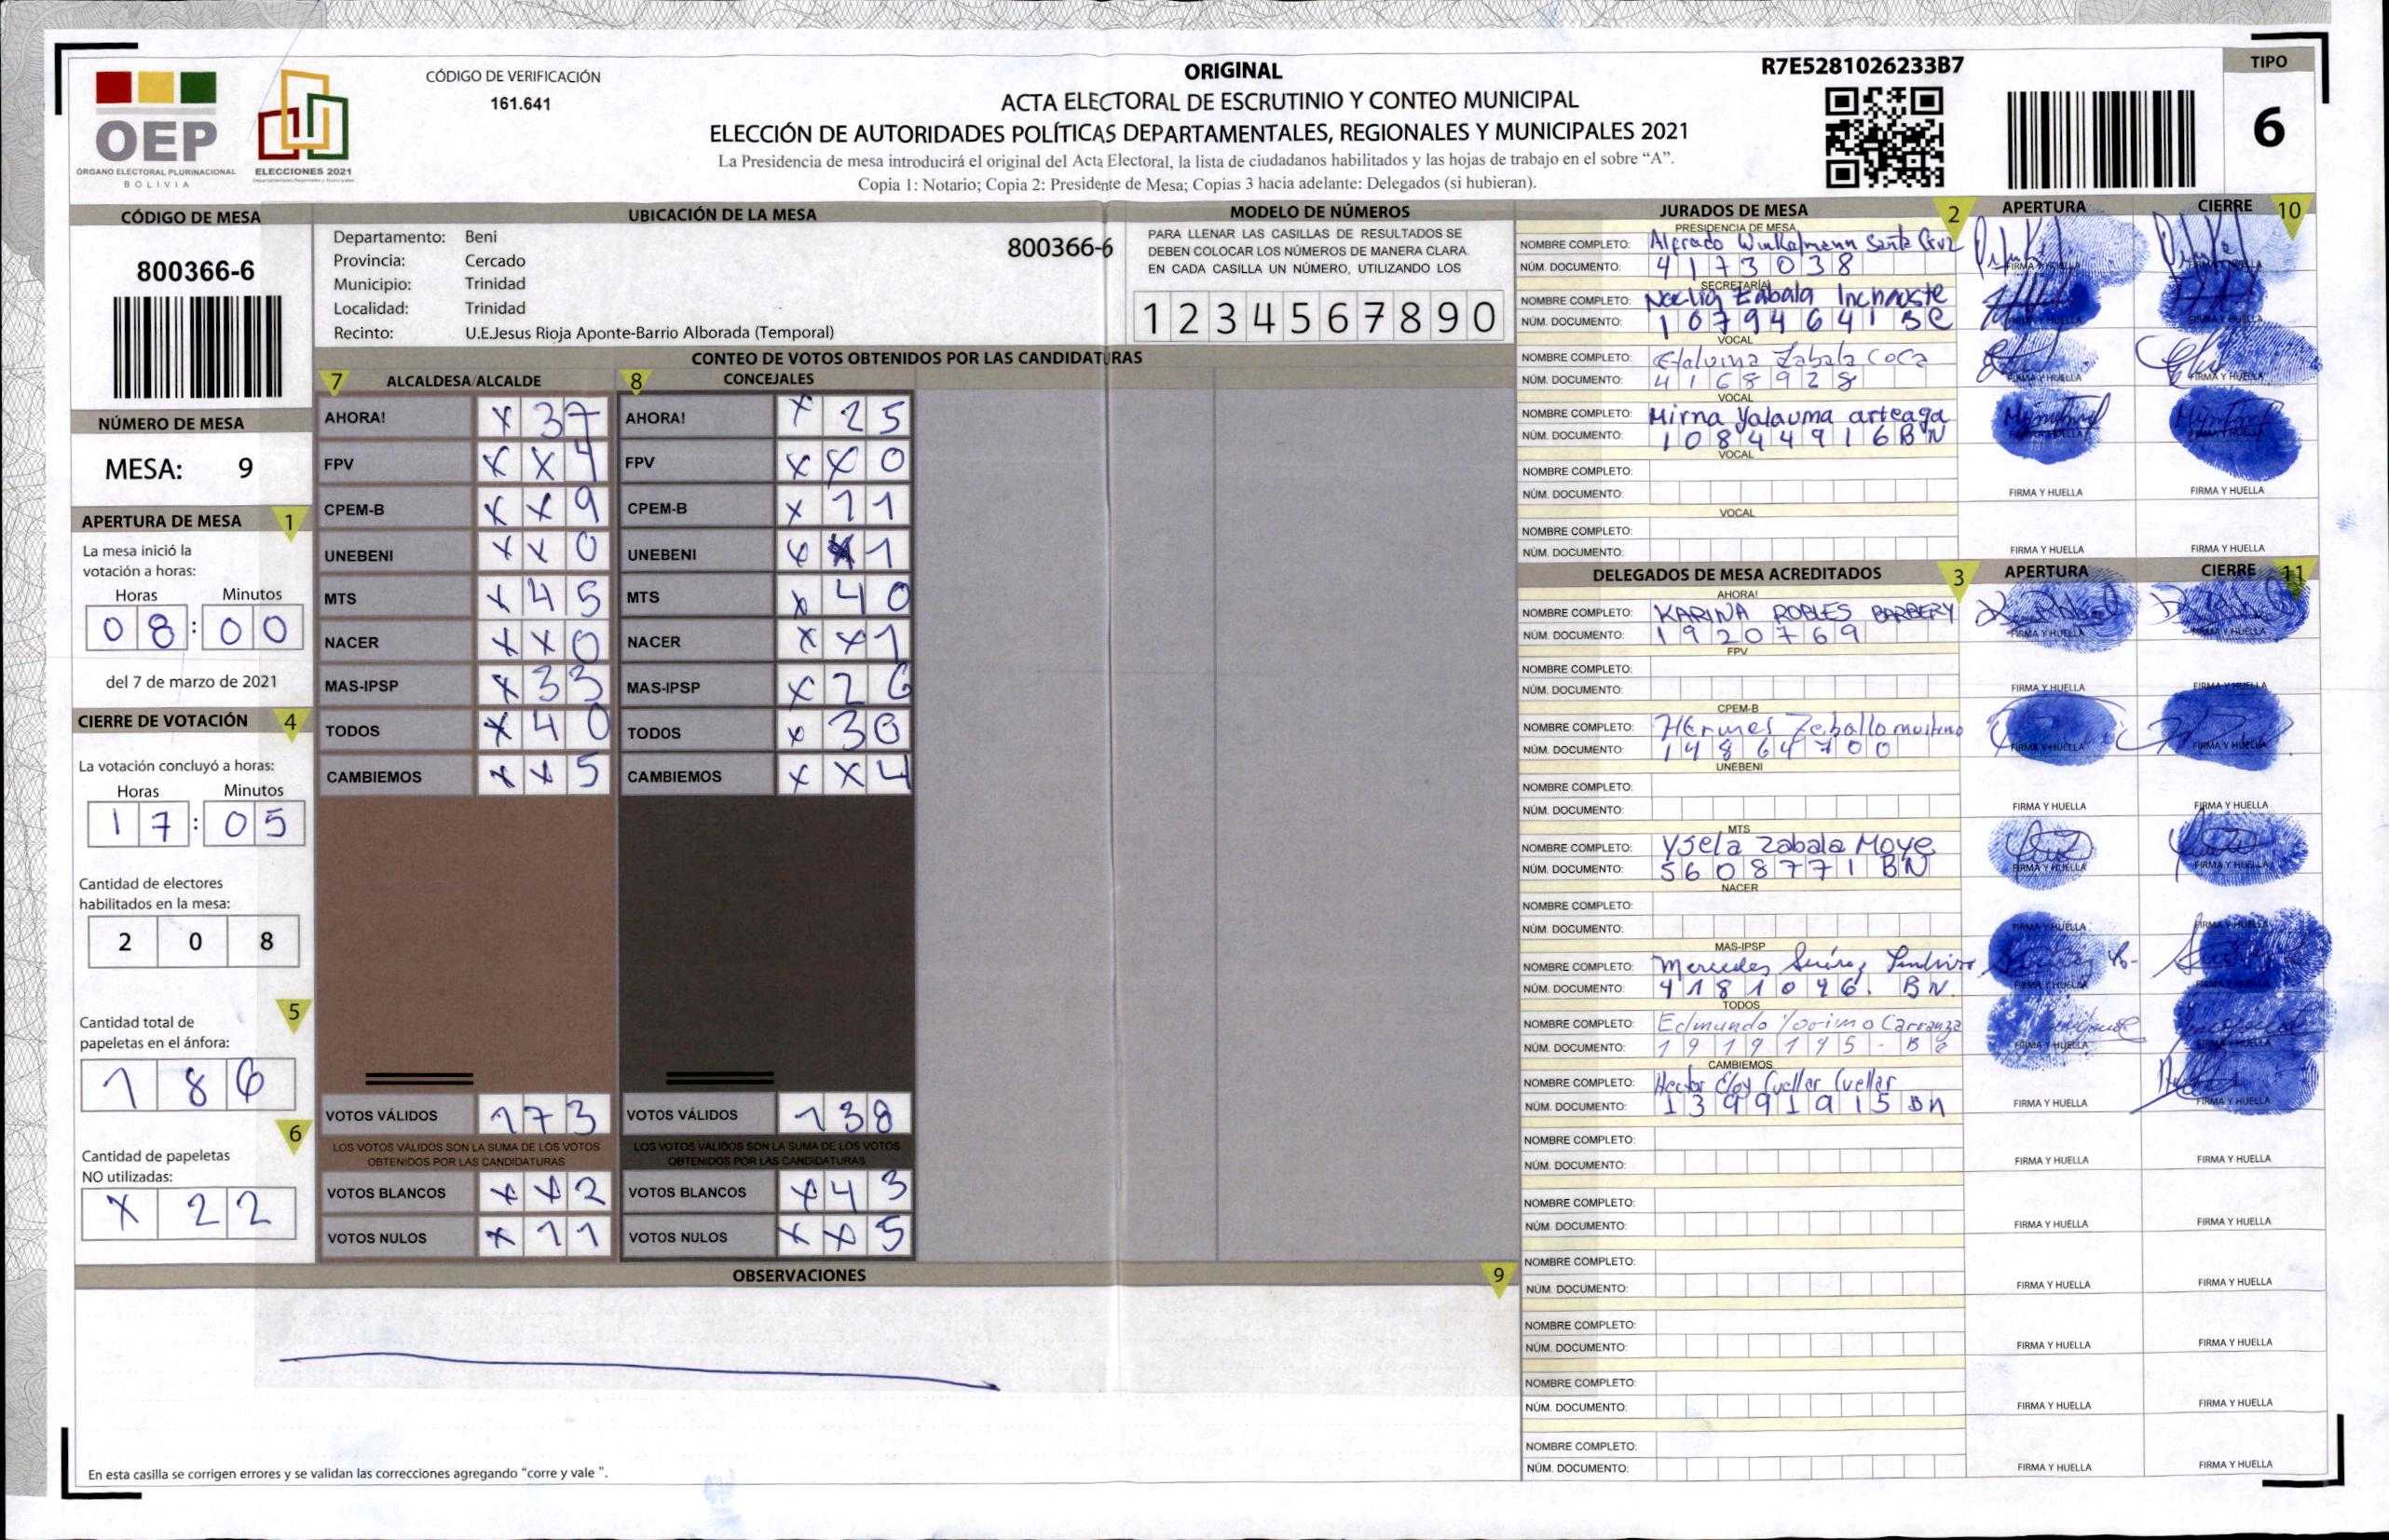 CÓDIGO DE VERIFICACIÓN
161.641
OEP
ÓRGANO ELECTORAL PLURINACIONAL
BOLIVIA
ELECCIONES 2021
ORIGINAL
ACTA ELECTORAL DE ESCRUTINIO Y CONTEO MUNICIPAL
ELECCIÓN DE AUTORIDADES POLÍTICAS DEPARTAMENTALES, REGIONALES Y MUNICIPALES 2021
La Presidencia de mesa introducirá el original del Acta Electoral, la lista de ciudadanos habilitados y las hojas de trabajo en el sobre “A”.
Copia 1: Notario; Copia 2: Presidente de Mesa; Copias 3 hacia adelante: Delegados (si hubieran).
R7E5281026233B7
TIPO
6
CÓDIGO DE MESA
800366-6
NÚMERO DE MESA
MESA: 9
APERTURA DE MESA 1
La mesa inició la
votación a horas:
Horas Minutos
08:00
del 7 de marzo de 2021
CIERRE DE VOTACIÓN 4
La votación concluyó a horas:
Horas Minutos
17:05
Cantidad de electores
habilitados en la mesa:
2 0 8
5
Cantidad total de
papeletas en el ánfora:
1 8 6
6
Cantidad de papeletas
NO utilizadas:
X 2 2
UBICACIÓN DE LA MESA
Departamento: Beni
Provincia: Cercado
Municipio: Trinidad
Localidad: Trinidad
Recinto: U.E.Jesus Rioja Aponte-Barrio Alborada (Temporal)
800366-6
MODELO DE NÚMEROS
PARA LLENAR LAS CASILLAS DE RESULTADOS SE
DEBEN COLOCAR LOS NÚMEROS DE MANERA CLARA.
EN CADA CASILLA UN NÚMERO, UTILIZANDO LOS
1 2 3 4 5 6 7 8 9 0
CONTEO DE VOTOS OBTENIDOS POR LAS CANDIDATURAS
7 ALCALDESA/ALCALDE
AHORA! X 3 7
FPV X X 4
CPEM-B X X 9
UNEBENI X X 0
MTS X 4 5
NACER X X 0
MAS-IPSP X 3 3
TODOS X 4 0
CAMBIEMOS X X 5
VOTOS VÁLIDOS 1 7 3
LOS VOTOS VÁLIDOS SON LA SUMA DE LOS VOTOS
OBTENIDOS POR LAS CANDIDATURAS
VOTOS BLANCOS X X 2
VOTOS NULOS X 1 1
8 CONCEJALES
AHORA! X 2 5
FPV X X 0
CPEM-B X 1 1
UNEBENI X X 1
MTS X 4 0
NACER X X 1
MAS-IPSP X 2 6
TODOS X 3 0
CAMBIEMOS X X 4
VOTOS VÁLIDOS 1 3 8
LOS VOTOS VÁLIDOS SON LA SUMA DE LOS VOTOS
OBTENIDOS POR LAS CANDIDATURAS
VOTOS BLANCOS X 4 3
VOTOS NULOS X X 5
OBSERVACIONES 9
En esta casilla se corrigen errores y se validan las correcciones agregando “corre y vale ”.
JURADOS DE MESA 2 APERTURA CIERRE 10
PRESIDENCIA DE MESA
NOMBRE COMPLETO: Alfredo Winkelmann Santa Cruz
NÚM. DOCUMENTO: 4173038
FIRMA Y HUELLA FIRMA Y HUELLA
SECRETARÍA
NOMBRE COMPLETO: Zabala Inchauste
NÚM. DOCUMENTO: 10794641 BE
FIRMA Y HUELLA FIRMA Y HUELLA
VOCAL
NOMBRE COMPLETO: Etalvina Zabala Coca
NÚM. DOCUMENTO: 4168928
FIRMA Y HUELLA FIRMA Y HUELLA
VOCAL
NOMBRE COMPLETO: Mirna Yalauma arteaga
NÚM. DOCUMENTO: 10844916BN
FIRMA Y HUELLA FIRMA Y HUELLA
VOCAL
NOMBRE COMPLETO:
NÚM. DOCUMENTO:
FIRMA Y HUELLA FIRMA Y HUELLA
VOCAL
NOMBRE COMPLETO:
NÚM. DOCUMENTO:
FIRMA Y HUELLA FIRMA Y HUELLA
DELEGADOS DE MESA ACREDITADOS 3 APERTURA CIERRE 11
AHORA!
NOMBRE COMPLETO: KARINA ROBLES BARBERY
NÚM. DOCUMENTO: 1920769
FIRMA Y HUELLA FIRMA Y HUELLA
FPV
NOMBRE COMPLETO:
NÚM. DOCUMENTO:
FIRMA Y HUELLA FIRMA Y HUELLA
CPEM-B
NOMBRE COMPLETO: Hermes Zeballo
NÚM. DOCUMENTO: 14864700
FIRMA Y HUELLA FIRMA Y HUELLA
UNEBENI
NOMBRE COMPLETO:
NÚM. DOCUMENTO:
FIRMA Y HUELLA FIRMA Y HUELLA
MTS
NOMBRE COMPLETO: Ysela Zabala Moye
NÚM. DOCUMENTO: 5608771 BN
FIRMA Y HUELLA FIRMA Y HUELLA
NACER
NOMBRE COMPLETO:
NÚM. DOCUMENTO:
FIRMA Y HUELLA FIRMA Y HUELLA
MAS-IPSP
NOMBRE COMPLETO: Mercedes Suárez
NÚM. DOCUMENTO: 4181096. BN.
FIRMA Y HUELLA FIRMA Y HUELLA
TODOS
NOMBRE COMPLETO: Edmundo Yorimo Carranza
NÚM. DOCUMENTO: 1919195-Be
FIRMA Y HUELLA FIRMA Y HUELLA
CAMBIEMOS
NOMBRE COMPLETO: Hector Eloy Cuellar Cuellar
NÚM. DOCUMENTO: 13991915 BN
FIRMA Y HUELLA FIRMA Y HUELLA
NOMBRE COMPLETO:
NÚM. DOCUMENTO:
FIRMA Y HUELLA FIRMA Y HUELLA
NOMBRE COMPLETO:
NÚM. DOCUMENTO:
FIRMA Y HUELLA FIRMA Y HUELLA
NOMBRE COMPLETO:
NÚM. DOCUMENTO:
FIRMA Y HUELLA FIRMA Y HUELLA
NOMBRE COMPLETO:
NÚM. DOCUMENTO:
FIRMA Y HUELLA FIRMA Y HUELLA
NOMBRE COMPLETO:
NÚM. DOCUMENTO:
FIRMA Y HUELLA FIRMA Y HUELLA
NOMBRE COMPLETO:
NÚM. DOCUMENTO:
FIRMA Y HUELLA FIRMA Y HUELLA